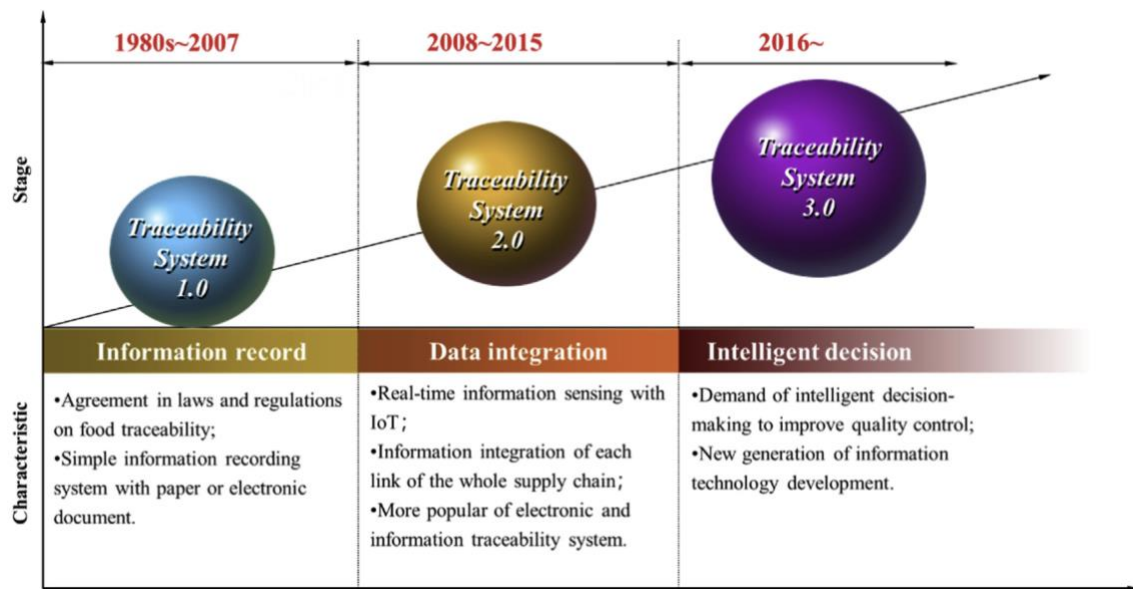 1980s~2007
2008~2015
2016~
Stage
Traceability
System
1.0
Traceability
System
2.0
Traceability
System
3.0
Information record
Data integration
Intelligent decision
Characteristic
•Agreement in laws and regulations
on food traceability;
•Simple information recording
system with paper or electronic
document.
•Real-time information sensing with
IoT;
•Information integration of each
link of the whole supply chain;
•More popular of electronic and
information traceability system.
•Demand of intelligent decision-
making to improve quality control;
•New generation of information
technology development.